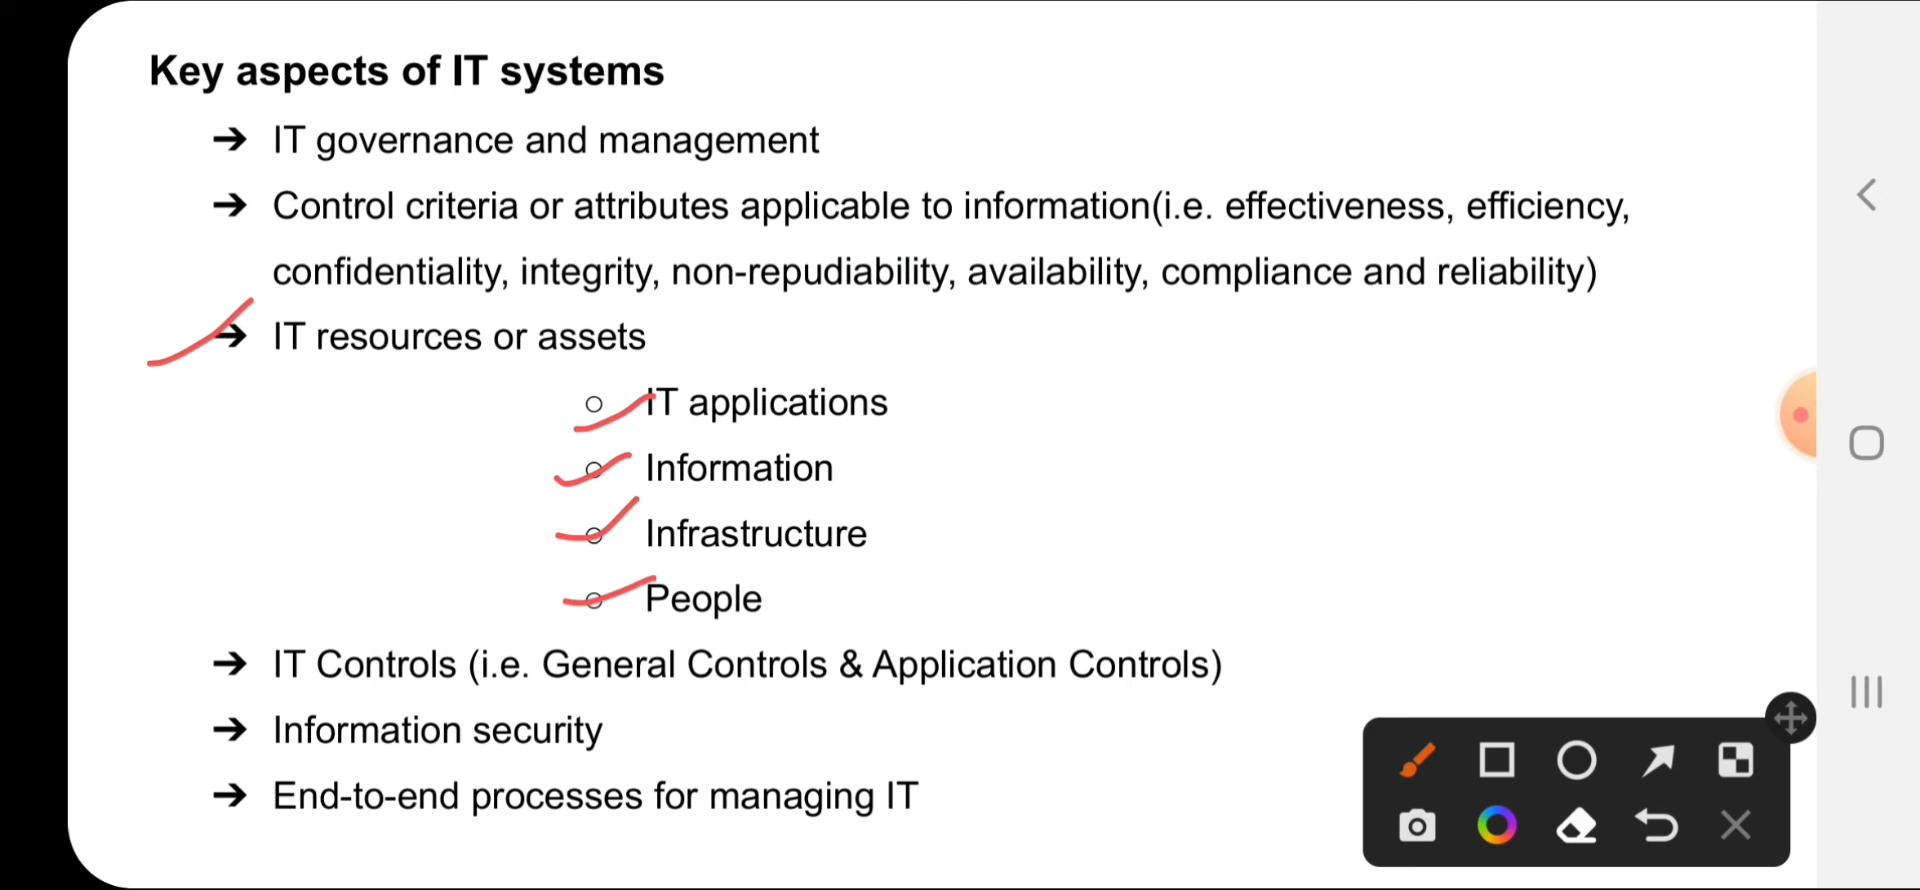 Key aspects of IT systems
➔ IT governance and management
➔ Control criteria or attributes applicable to information(i.e. effectiveness, efficiency,
confidentiality, integrity, non-repudiability, availability, compliance and reliability)
➔ IT resources or assets
○ IT applications
○ Information
○ Infrastructure
○ People
➔ IT Controls (i.e. General Controls & Application Controls)
➔ Information security
➔ End-to-end processes for managing IT